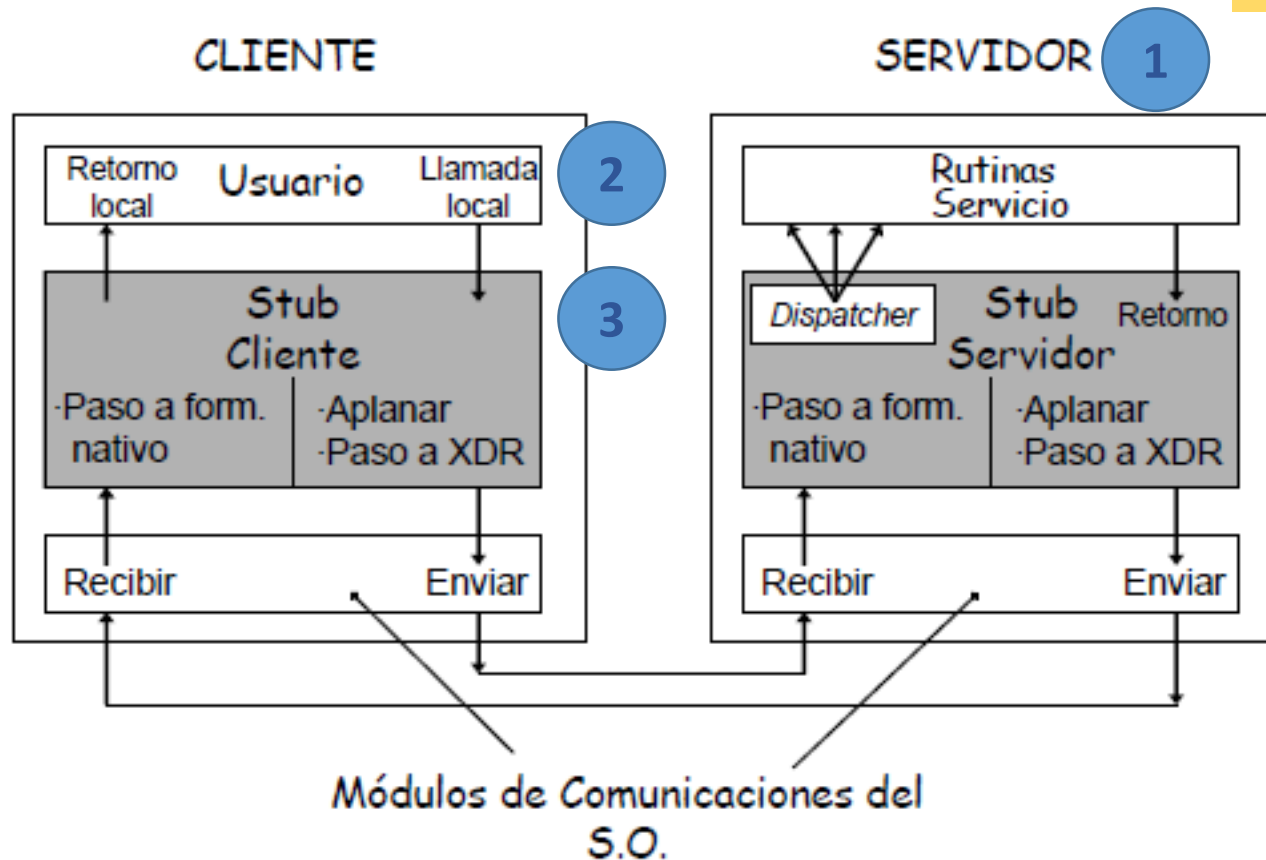 CLIENTE
SERVIDOR
1
Retorno
local
Usuario
Llamada
local
2
Rutinas
Servicio
Stub
Cliente
3
Dispatcher
Stub
Servidor
Retorno
·Paso a form.
nativo
·Aplanar
·Paso a XDR
·Paso a form.
nativo
·Aplanar
·Paso a XDR
Recibir
Enviar
Recibir
Enviar
Módulos de Comunicaciones del
S.O.